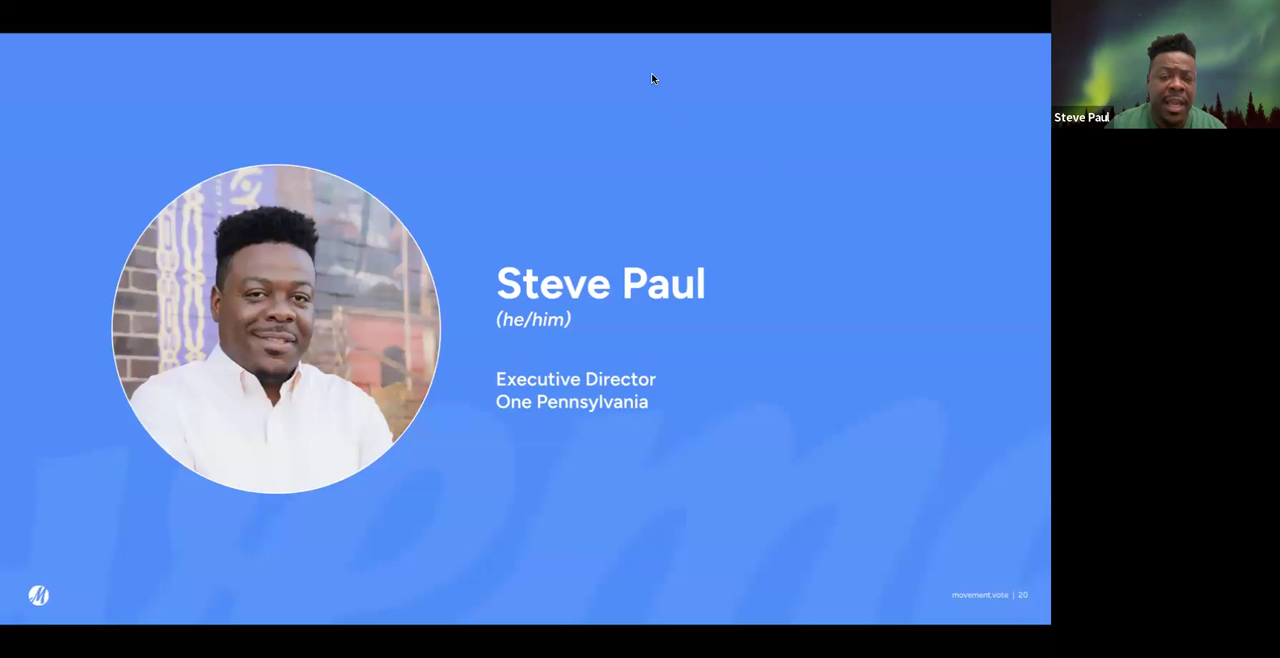 Steve Paul
(he/him)
Executive Director
One Pennsylvania
movement.vote | 20
Steve Paul